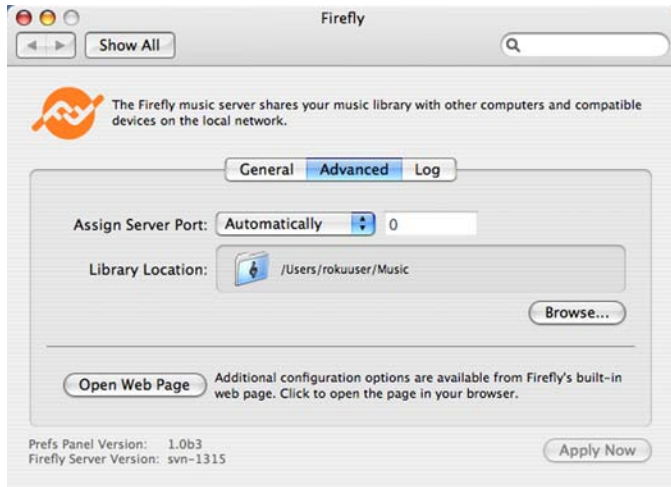 Firefly
Show All
The Firefly music server shares your music library with other computers and compatible
devices on the local network.
General Advanced Log
Assign Server Port: Automatically 0
Library Location: /Users/rokuuser/Music
Browse...
Open Web Page Additional configuration options are available from Firefly's built-in
web page. Click to open the page in your browser.
Prefs Panel Version: 1.0b3
Firefly Server Version: svn-1315
Apply Now